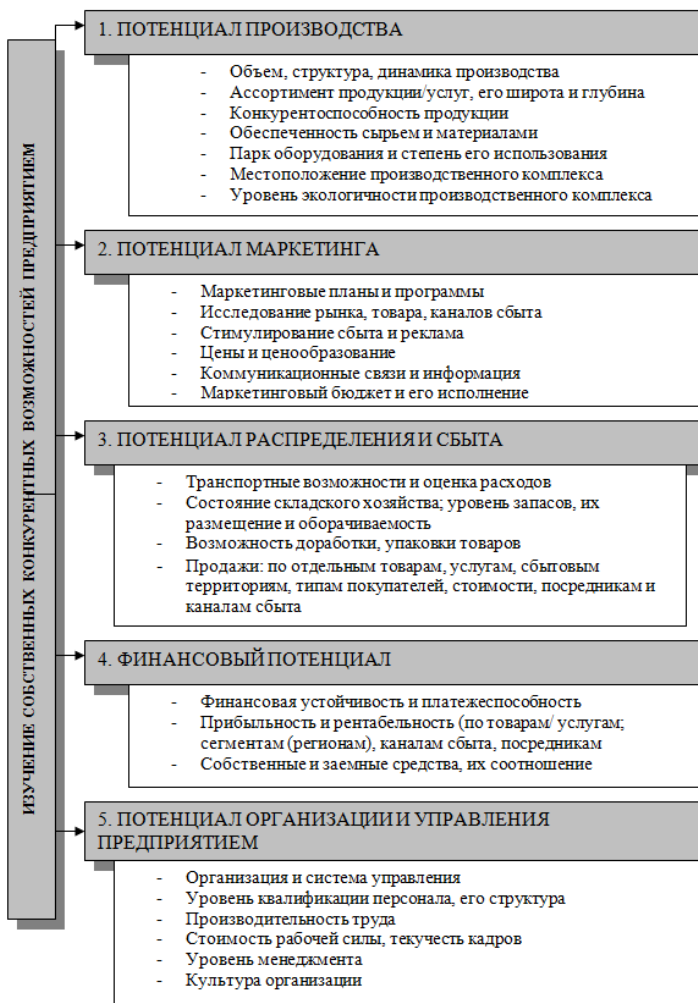 ИЗУЧЕНИЕ СОБСТВЕННЫХ КОНКУРЕНТНЫХ ВОЗМОЖНОСТЕЙ ПРЕДПРИЯТИЕМ
1. ПОТЕНЦИАЛ ПРОИЗВОДСТВА
- Объем, структура, динамика производства
- Ассортимент продукции/услуг, его широта и глубина
- Конкурентоспособность продукции
- Обеспеченность сырьем и материалами
- Парк оборудования и степень его использования
- Местоположение производственного комплекса
- Уровень экологичности производственного комплекса
2. ПОТЕНЦИАЛ МАРКЕТИНГА
- Маркетинговые планы и программы
- Исследование рынка, товара, каналов сбыта
- Стимулирование сбыта и реклама
- Цены и ценообразование
- Коммуникационные связи и информация
- Маркетинговый бюджет и его исполнение
3. ПОТЕНЦИАЛ РАСПРЕДЕЛЕНИЯ И СБЫТА
- Транспортные возможности и оценка расходов
- Состояние складского хозяйства; уровень запасов, их
размещение и оборачиваемость
- Возможность доработки, упаковки товаров
- Продажи: по отдельным товарам, услугам, сбытовым
территориям, типам покупателей, стоимости, посредникам и
каналам сбыта
4. ФИНАНСОВЫЙ ПОТЕНЦИАЛ
- Финансовая устойчивость и платежеспособность
- Прибыльность и рентабельность (по товарам/ услугам;
сегментам (регионам), каналам сбыта, посредникам
- Собственные и заемные средства, их соотношение
5. ПОТЕНЦИАЛ ОРГАНИЗАЦИИ И УПРАВЛЕНИЯ
ПРЕДПРИЯТИЕМ
- Организация и система управления
- Уровень квалификации персонала, его структура
- Производительность труда
- Стоимость рабочей силы, текучесть кадров
- Уровень менеджмента
- Культура организации